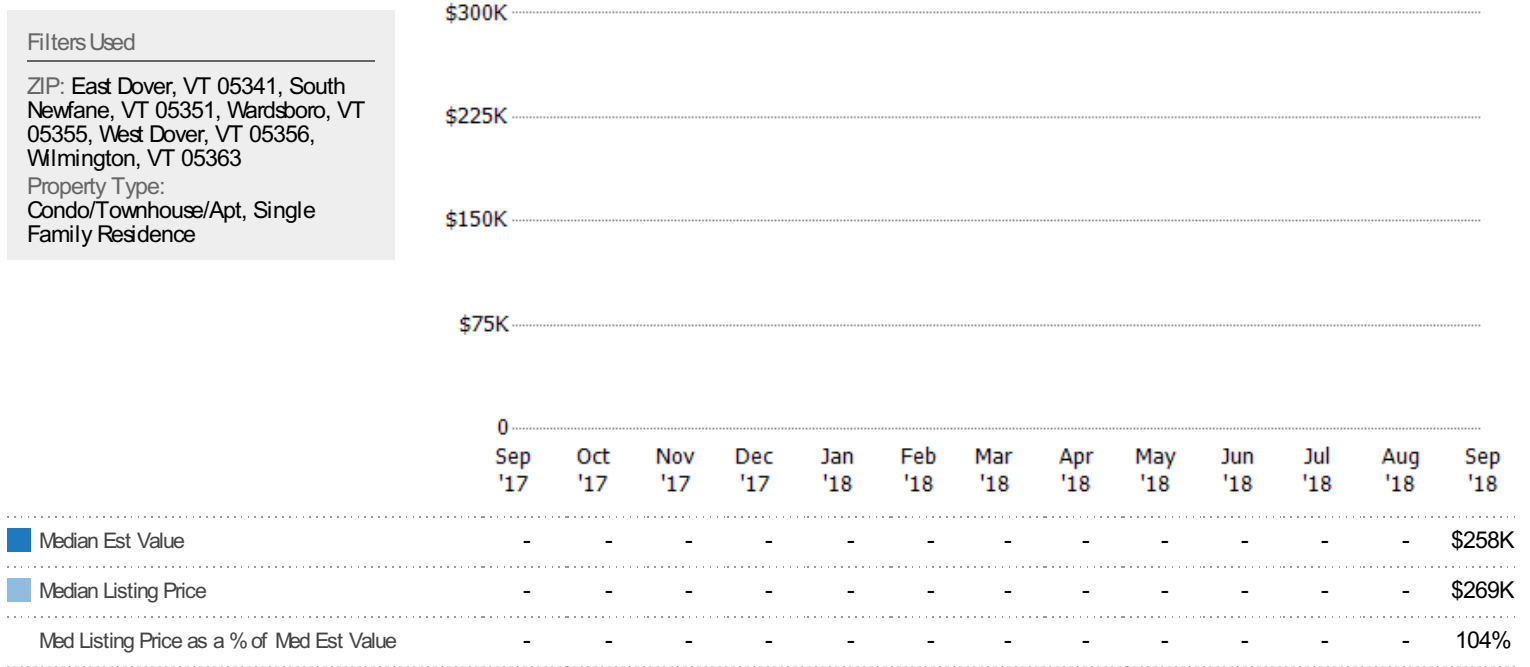 Filters Used
ZIP: East Dover, VT 05341, South
Newfane, VT 05351, Wardsboro, VT
05355, West Dover, VT 05356,
Wilmington, VT 05363
Property Type:
Condo/Townhouse/Apt, Single
Family Residence
$300K
$225K
$150K
$75K
0
Sep Oct Nov Dec Jan Feb Mar Apr May Jun Jul Aug Sep
'17 '17 '17 '17 '18 '18 '18 '18 '18 '18 '18 '18 '18
Median Est Value - - - - - - - - - - - - $258K
Median Listing Price - - - - - - - - - - - - $269K
Med Listing Price as a % of Med Est Value - - - - - - - - - - - - 104%